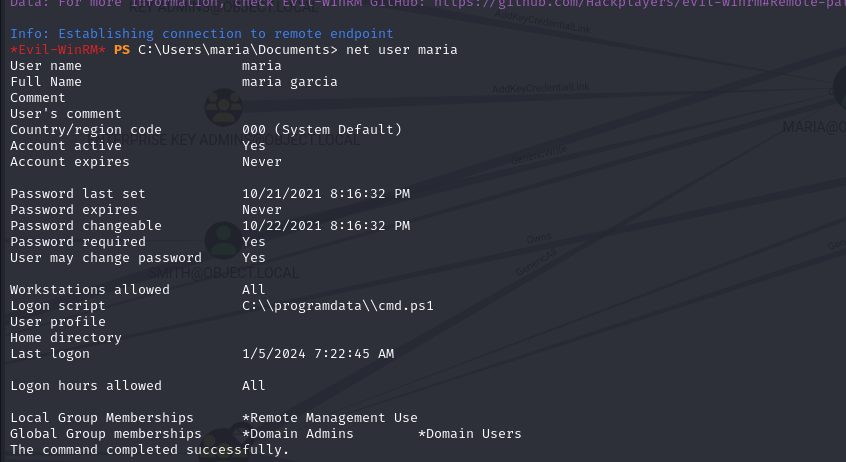 Data: For more information, check Evil-WinRM GitHub: https://github.com/Hackplayers/evil-winrm#Remote-pa
Info: Establishing connection to remote endpoint
*Evil-WinRM* PS C:\Users\maria\Documents> net user maria
User name maria
Full Name maria garcia
Comment
User's comment
Country/region code 000 (System Default)
Account active Yes
Account expires Never
Password last set 10/21/2021 8:16:32 PM
Password expires Never
Password changeable 10/22/2021 8:16:32 PM
Password required Yes
User may change password Yes
Workstations allowed All
Logon script C:\\programdata\\cmd.ps1
User profile
Home directory
Last logon 1/5/2024 7:22:45 AM
Logon hours allowed All
Local Group Memberships *Remote Management Use
Global Group memberships *Domain Admins *Domain Users
The command completed successfully.
KEY ADMINS@OBJECT.LOCAL
AddKeyCredentialLink
AddKeyCredentialLink
ENTERPRISE KEY ADMINS@OBJECT.LOCAL
MARIA@O
GenericWrite
SMITH@OBJECT.LOCAL
Owns
GenericAll